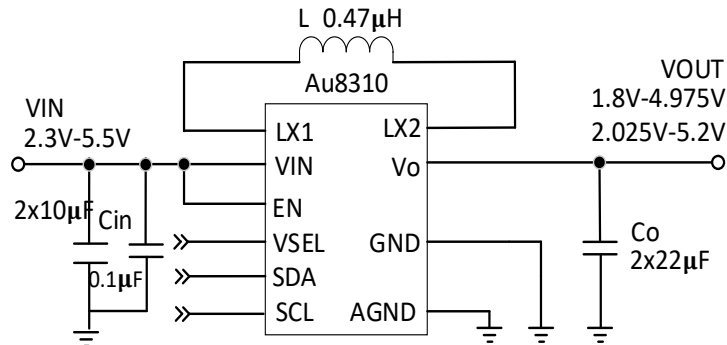 L 0.47μH
Au8310
VIN
2.3V-5.5V
VOUT
1.8V-4.975V
2.025V-5.2V
LX1
LX2
VIN
Vo
EN
2x10μF
Cin
0.1μF
VSEL
GND
Co
2x22μF
SDA
SCL
AGND